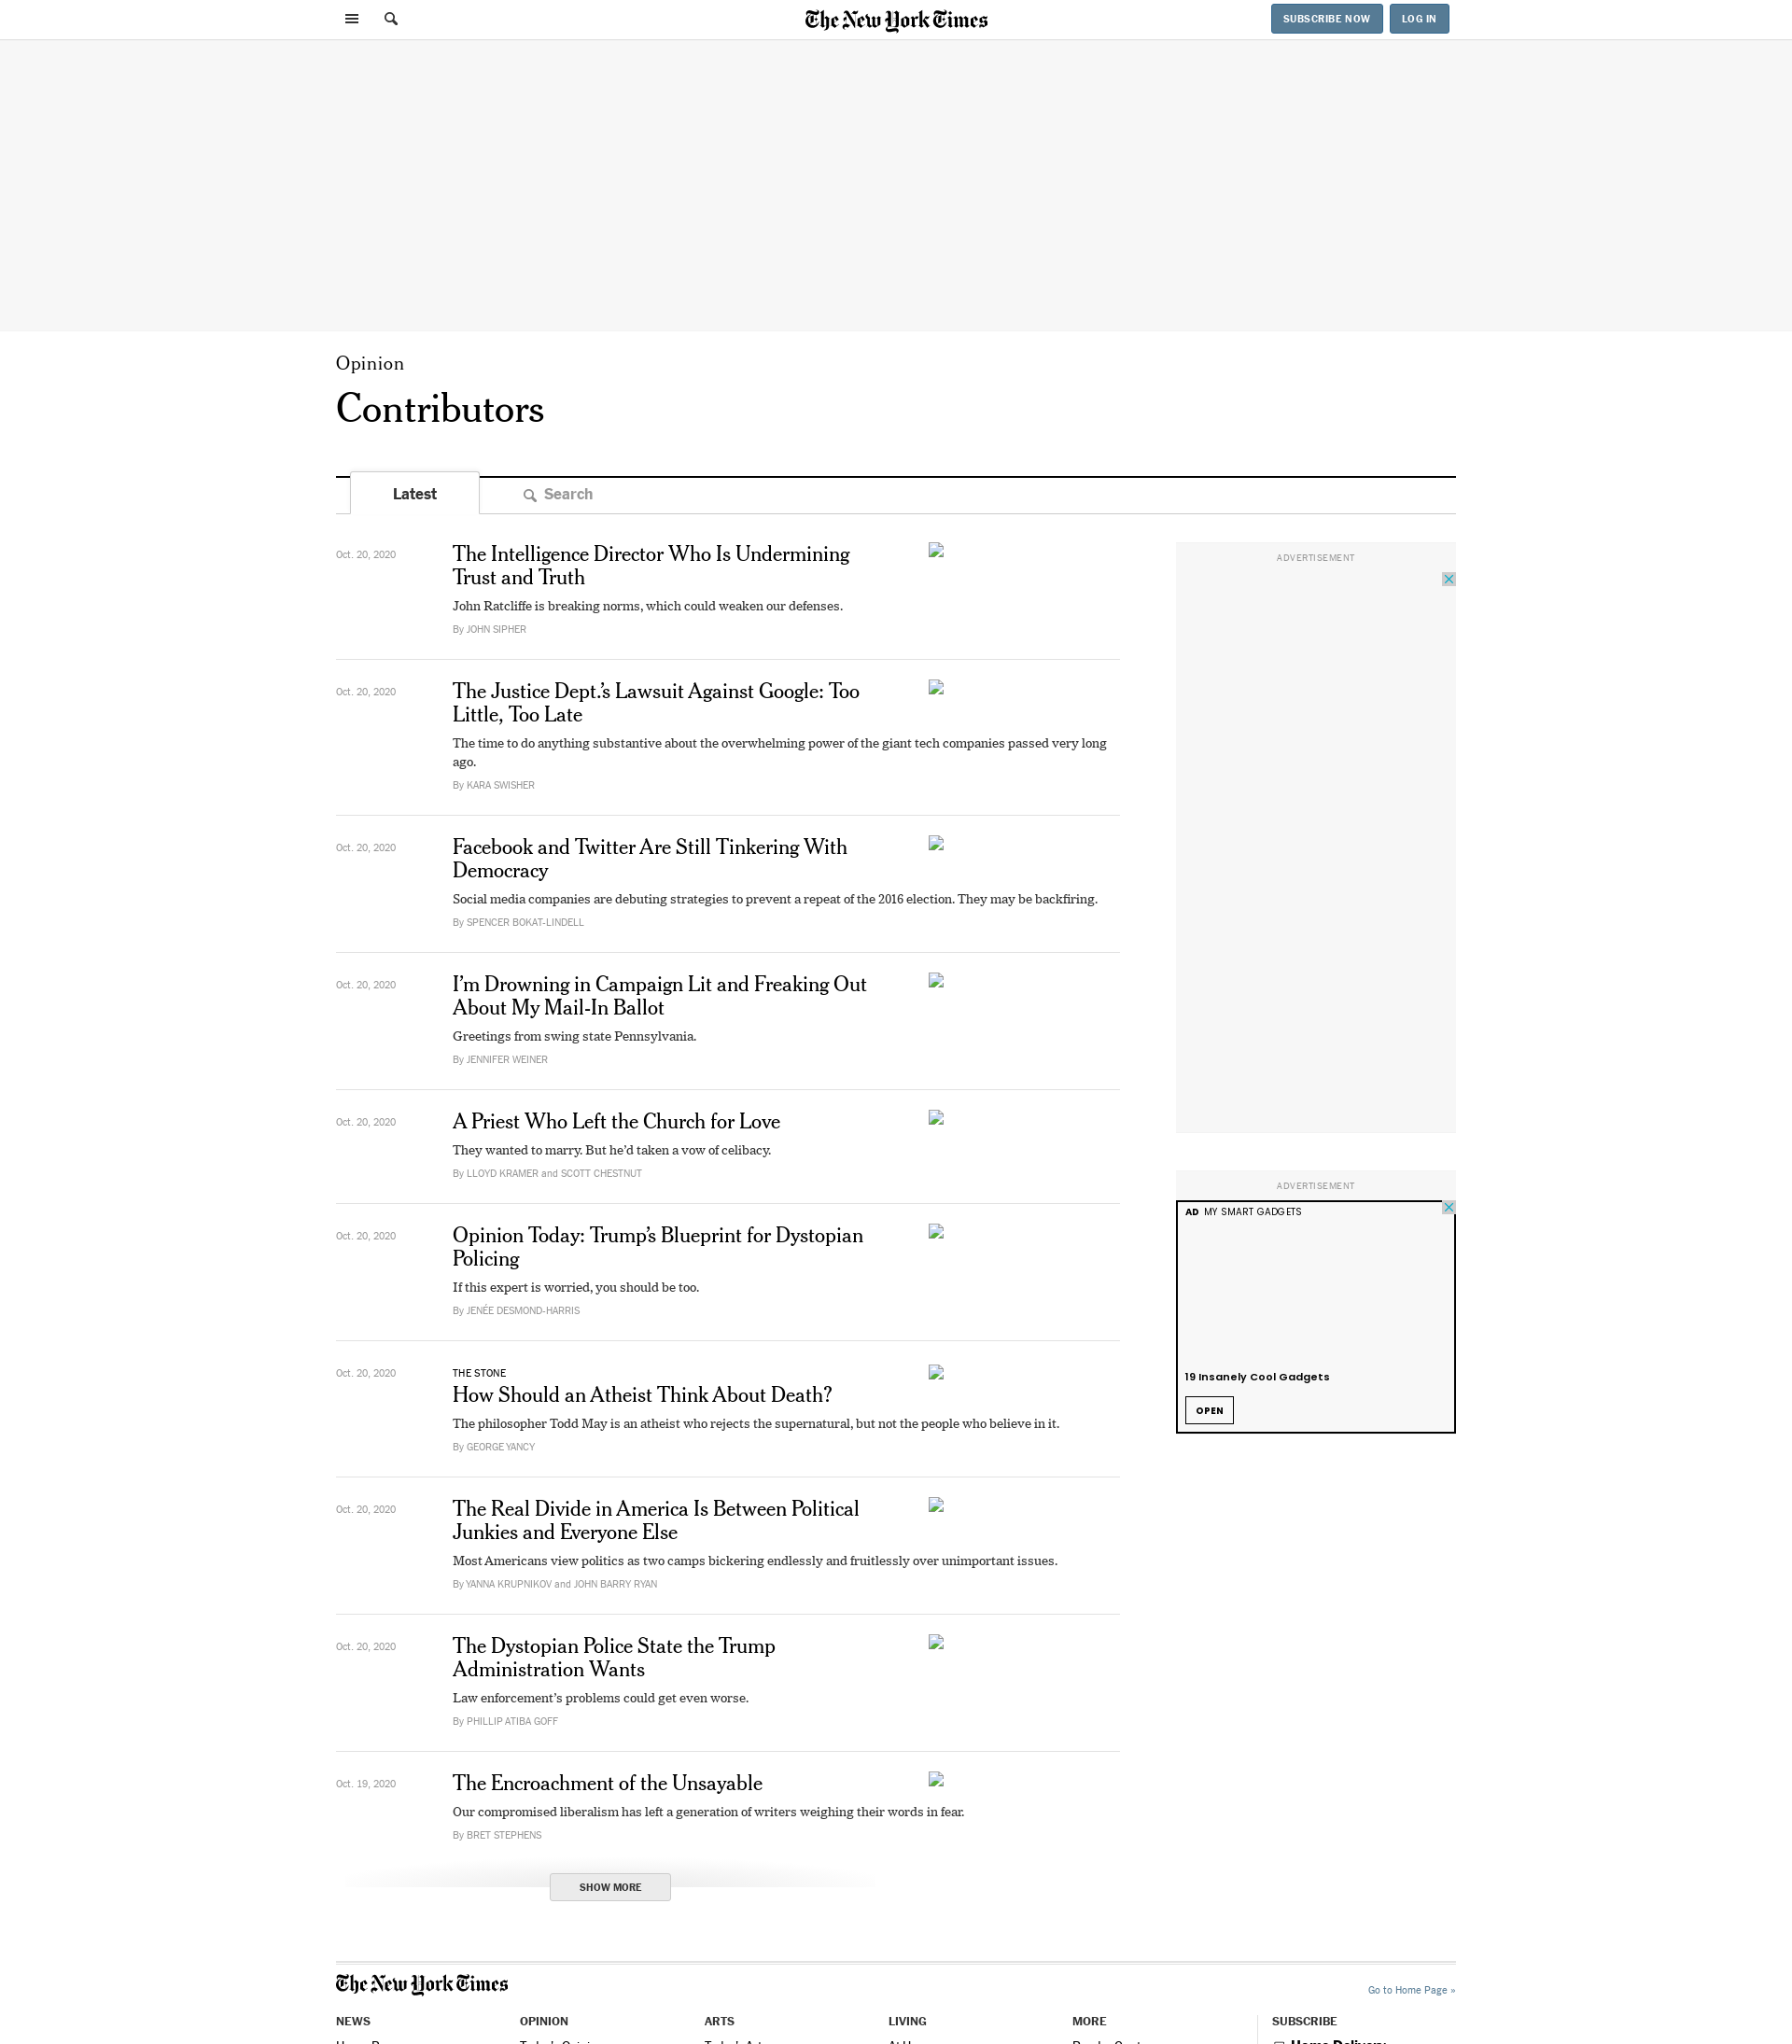 The New York Times
SUBSCRIBE NOW
LOG IN
Opinion
Contributors
Latest
Search
Oct. 20, 2020
The Intelligence Director Who Is Undermining
Trust and Truth
John Ratcliffe is breaking norms, which could weaken our defenses.
By JOHN SIPHER
Oct. 20, 2020
The Justice Dept.’s Lawsuit Against Google: Too
Little, Too Late
The time to do anything substantive about the overwhelming power of the giant tech companies passed very long
ago.
By KARA SWISHER
Oct. 20, 2020
Facebook and Twitter Are Still Tinkering With
Democracy
Social media companies are debuting strategies to prevent a repeat of the 2016 election. They may be backfiring.
By SPENCER BOKAT-LINDELL
Oct. 20, 2020
I’m Drowning in Campaign Lit and Freaking Out
About My Mail-In Ballot
Greetings from swing state Pennsylvania.
By JENNIFER WEINER
Oct. 20, 2020
A Priest Who Left the Church for Love
They wanted to marry. But he’d taken a vow of celibacy.
By LLOYD KRAMER and SCOTT CHESTNUT
Oct. 20, 2020
Opinion Today: Trump’s Blueprint for Dystopian
Policing
If this expert is worried, you should be too.
By JENÉE DESMOND-HARRIS
Oct. 20, 2020
THE STONE
How Should an Atheist Think About Death?
The philosopher Todd May is an atheist who rejects the supernatural, but not the people who believe in it.
By GEORGE YANCY
Oct. 20, 2020
The Real Divide in America Is Between Political
Junkies and Everyone Else
Most Americans view politics as two camps bickering endlessly and fruitlessly over unimportant issues.
By YANNA KRUPNIKOV and JOHN BARRY RYAN
Oct. 20, 2020
The Dystopian Police State the Trump
Administration Wants
Law enforcement’s problems could get even worse.
By PHILLIP ATIBA GOFF
Oct. 19, 2020
The Encroachment of the Unsayable
Our compromised liberalism has left a generation of writers weighing their words in fear.
By BRET STEPHENS
SHOW MORE
ADVERTISEMENT
ADVERTISEMENT
AD MY SMART GADGETS
19 Insanely Cool Gadgets
OPEN
The New York Times
Go to Home Page »
NEWS
OPINION
ARTS
LIVING
MORE
SUBSCRIBE